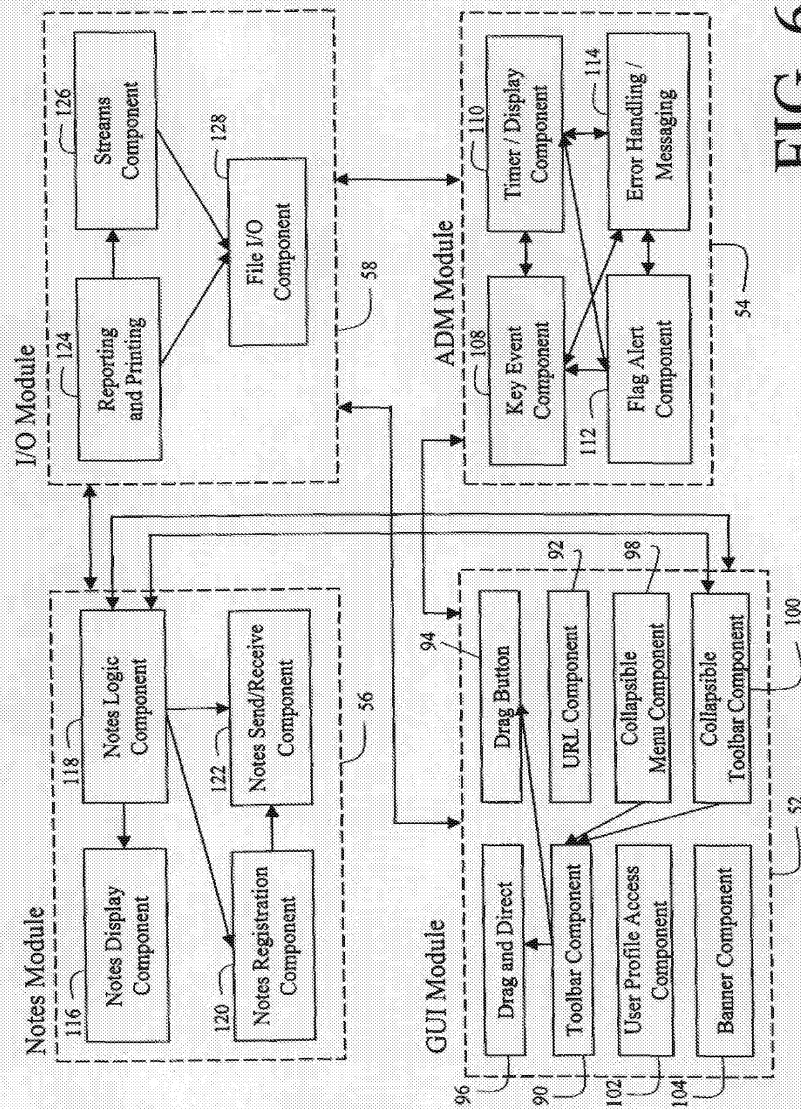 Notes Module
116
Notes Display
Component
118
Notes Logic
Component
120
Notes Registration
Component
122
Notes Send/Receive
Component
56
I/O Module
124
Reporting
and Printing
126
Streams
Component
128
File I/O
Component
58
GUI Module
96
Drag and Direct
94
Drag Button
90
Toolbar Component
URL Component
92
102
User Profile Access
Component
Collapsible
Menu Component
98
104
Banner Component
Collapsible
Toolbar Component
100
52
ADM Module
108
Key Event
Component
110
Timer / Display
Component
112
Flag Alert
Component
114
Error Handling /
Messaging
54
FIG. 6